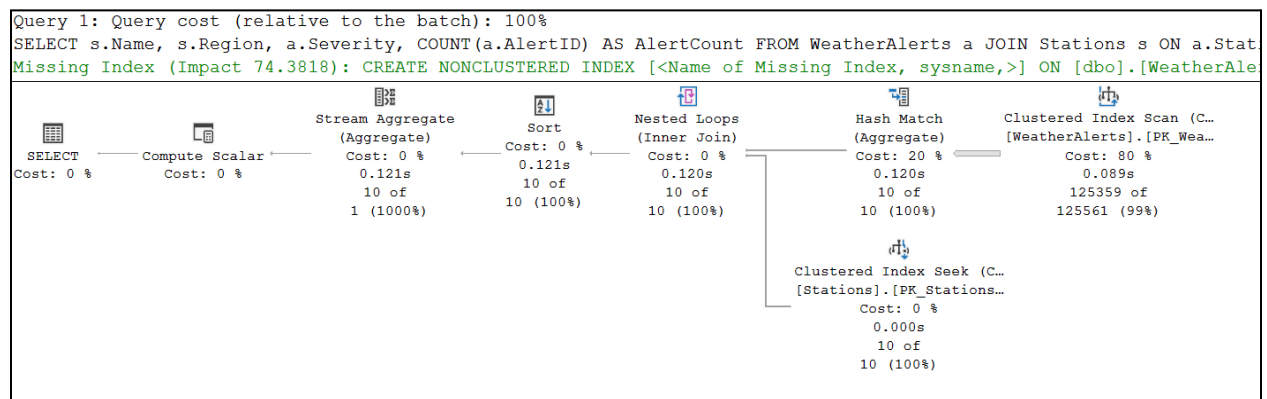 Query 1: Query cost (relative to the batch): 100%
SELECT s.Name, s.Region, a.Severity, COUNT(a.AlertID) AS AlertCount FROM WeatherAlerts a JOIN Stations s ON a.Stati
Missing Index (Impact 74.3818): CREATE NONCLUSTERED INDEX [<Name of Missing Index, sysname,>] ON [dbo].[WeatherAle
SELECT
Cost: 0 %
Compute Scalar
Cost: 0 %
Stream Aggregate
(Aggregate)
Cost: 0 %
0.121s
10 of
1 (1000%)
Sort
Cost: 0 %
0.121s
10 of
10 (100%)
Nested Loops
(Inner Join)
Cost: 0 %
0.120s
10 of
10 (100%)
Hash Match
(Aggregate)
Cost: 20 %
0.120s
10 of
10 (100%)
Clustered Index Scan (C…
[WeatherAlerts].[PK_Wea…
Cost: 80 %
0.089s
125359 of
125561 (99%)
Clustered Index Seek (C…
[Stations].[PK_Stations…
Cost: 0 %
0.000s
10 of
10 (100%)